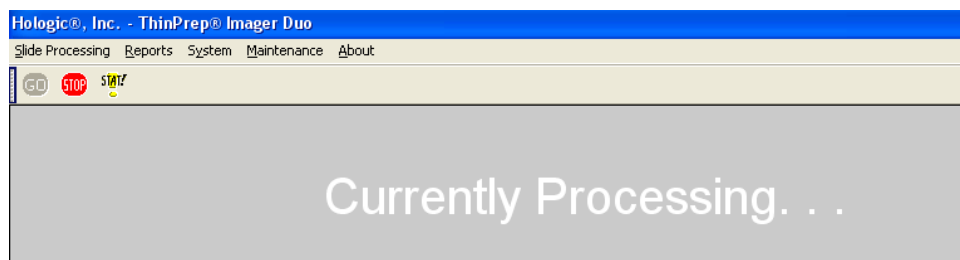 Hologic®, Inc. - ThinPrep® Imager Duo
Slide Processing Reports System Maintenance About
GO STOP STAT!
Currently Processing. . .